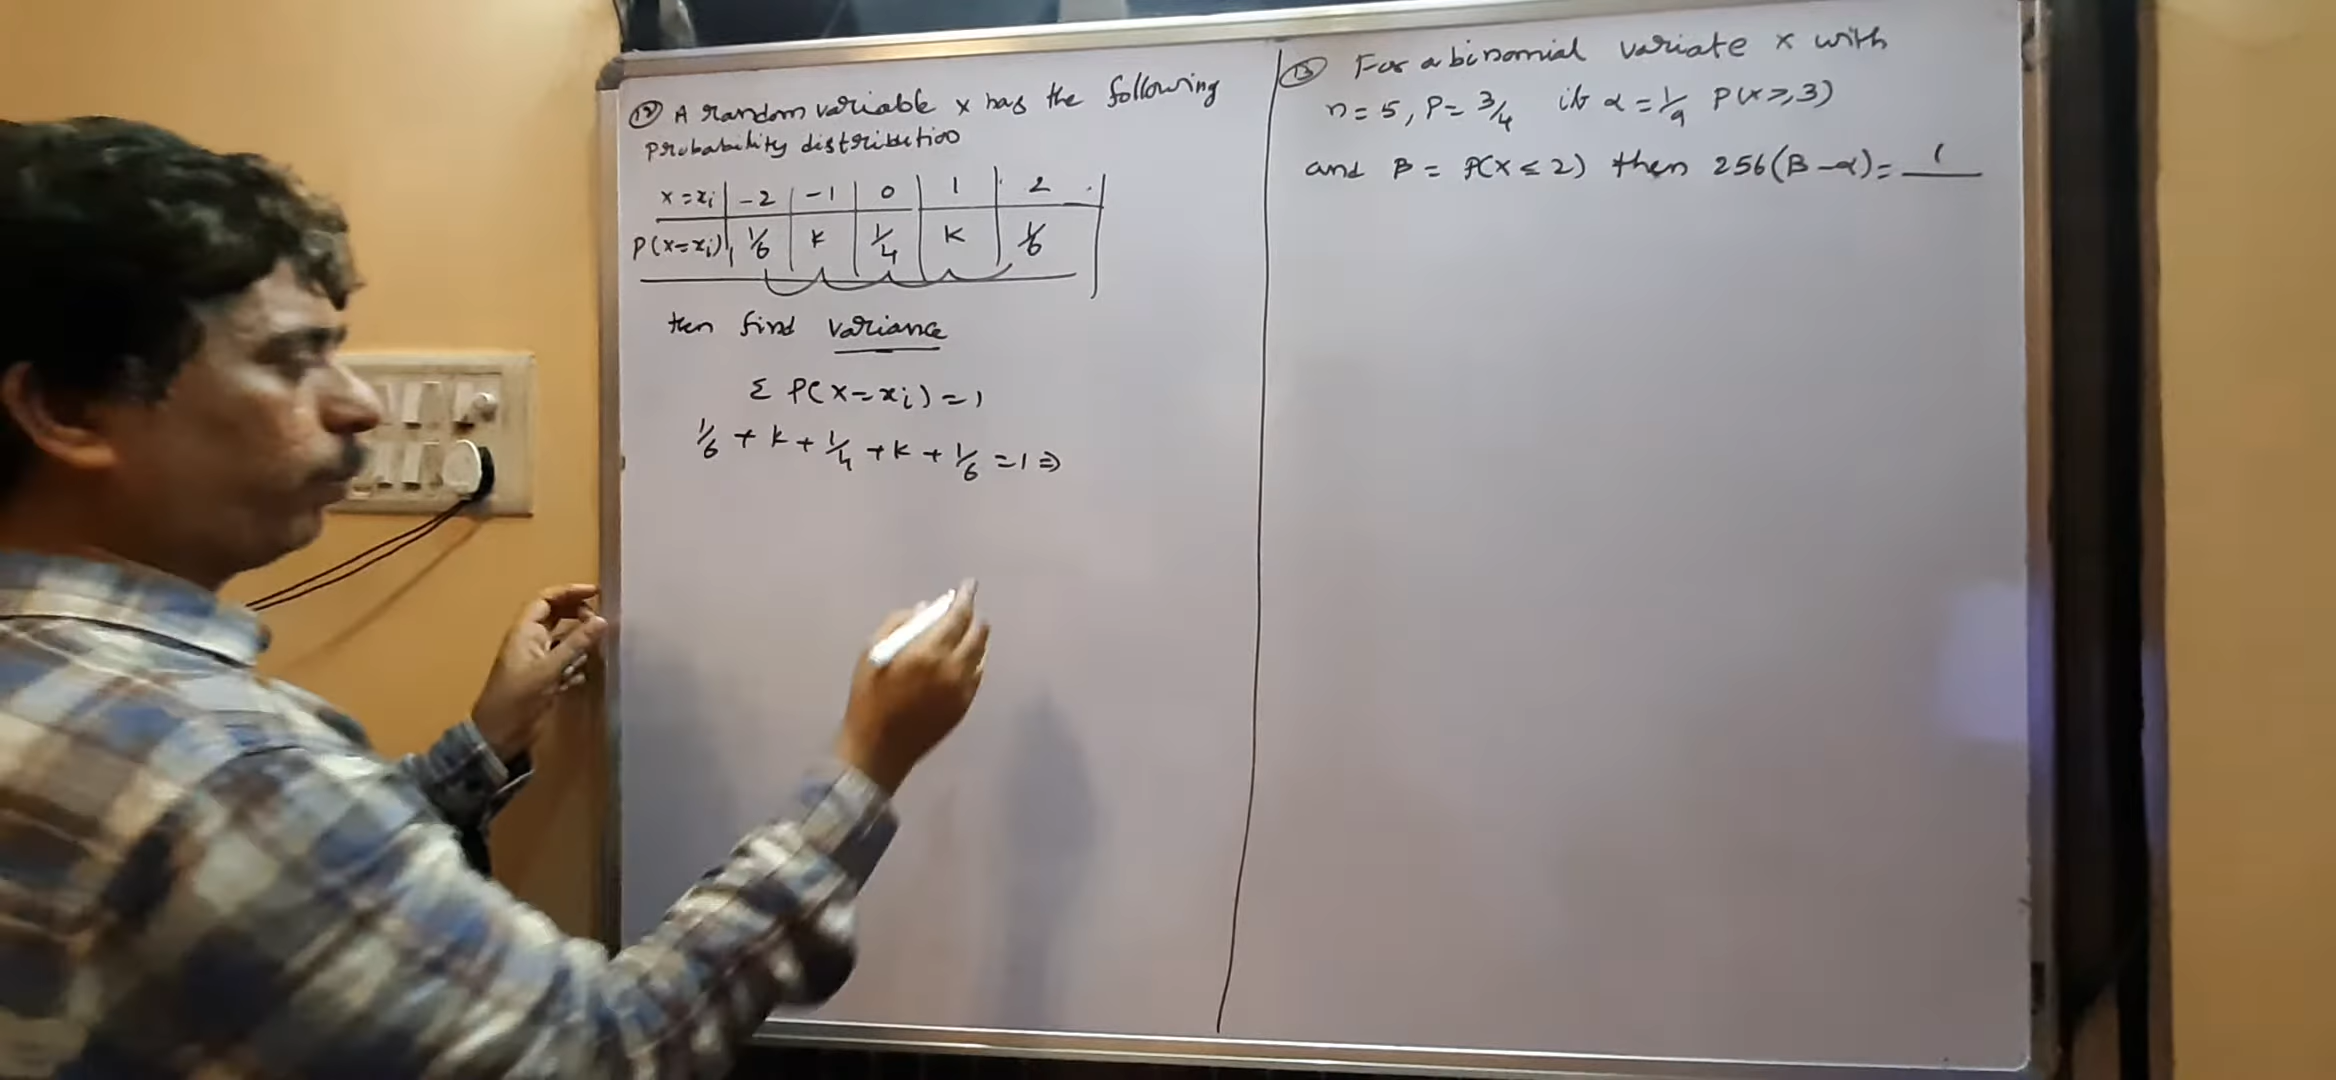 (12) A random variable x has the following
probability distribution
x=xi | -2 | -1 | 0 | 1 | 2
P(x=xi) | 1/6 | k | 1/4 | k | 1/6
then find variance
Σ P(x=xi)=1
1/6 + k + 1/4 + k + 1/6 = 1 ⇒
(13) For a binomial variate x with
n=5, P=3/4 if α=1/9 P(x≥3)
and β = P(x≤2) then 256(β-α)= 1